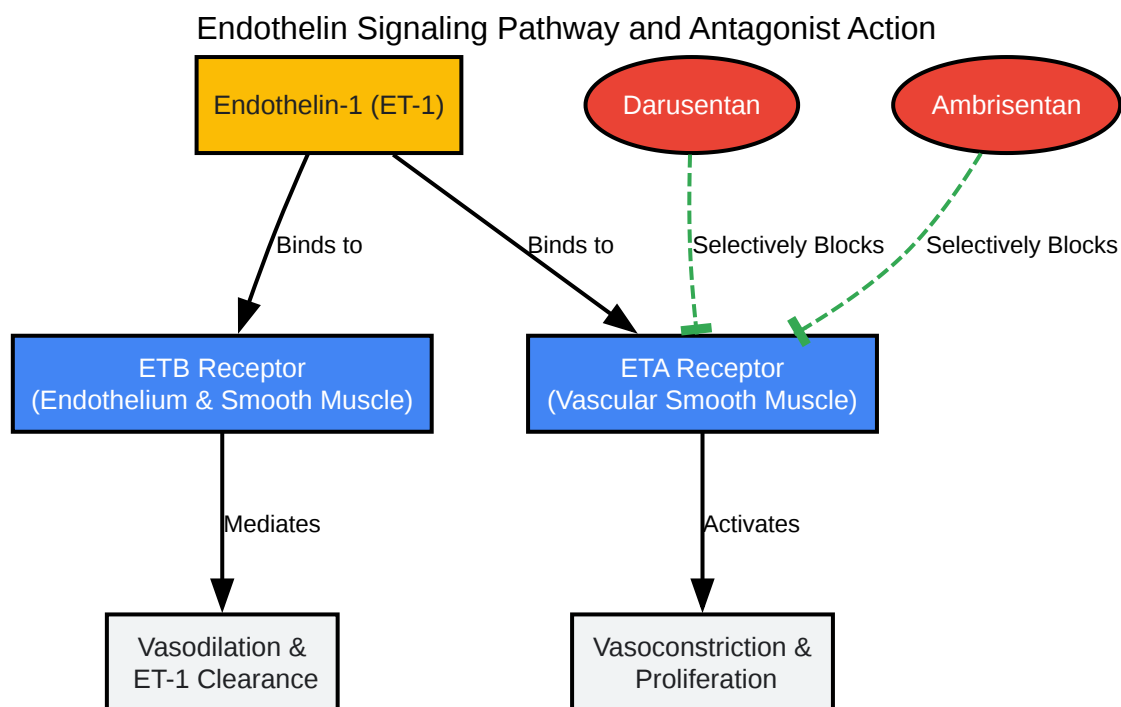 Endothelin Signaling Pathway and Antagonist Action
Endothelin-1 (ET-1)
Darusentan
Ambrisentan
Binds to
Binds to
Selectively Blocks
Selectively Blocks
ETB Receptor
(Endothelium & Smooth Muscle)
ETA Receptor
(Vascular Smooth Muscle)
Mediates
Activates
Vasodilation &
ET-1 Clearance
Vasoconstriction &
Proliferation